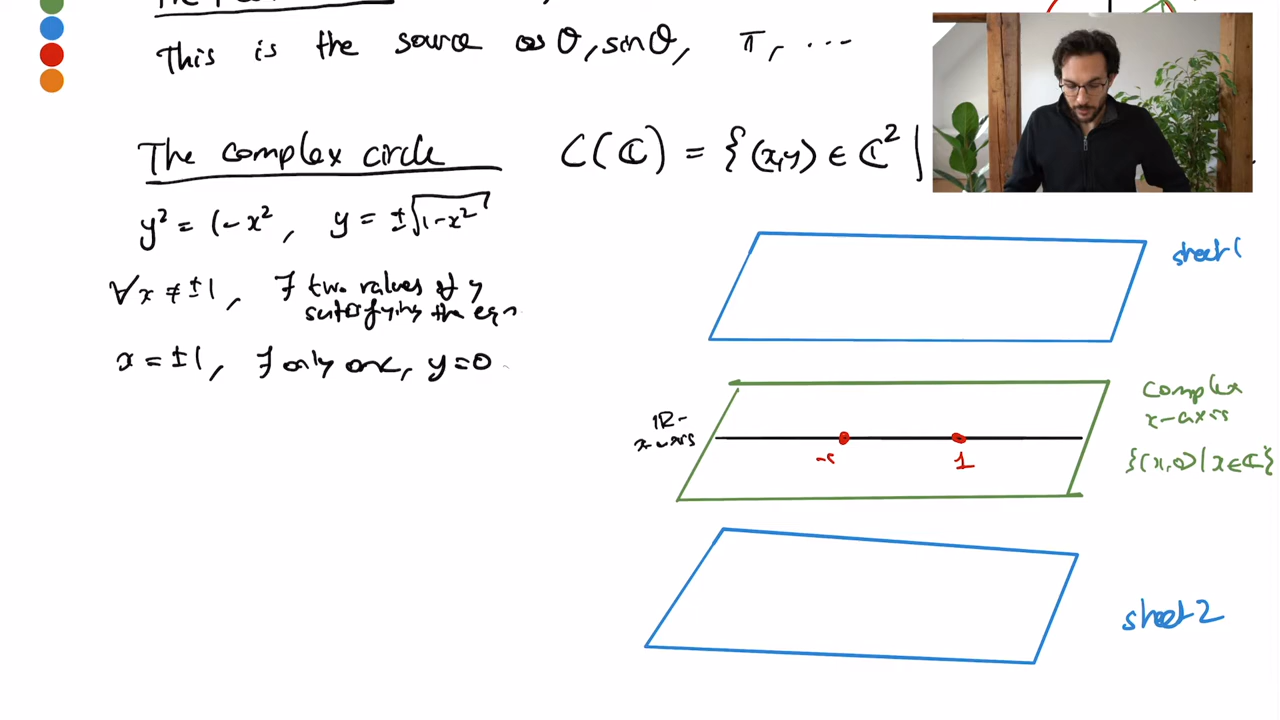 This is the source cos θ, sin θ, π, ...
The complex circle
C(ℂ) = {(x,y) ∈ ℂ² |
y² = 1-x², y = ±√1-x²
∀x ≠ ±1, ∃ two values of y
satisfying the eqn
x = ±1, ∃ only one, y=0
sheet 1
ℝ-
x-axis
-1
1
complex
x-axis
{(x,0) | x∈ℂ}
sheet 2